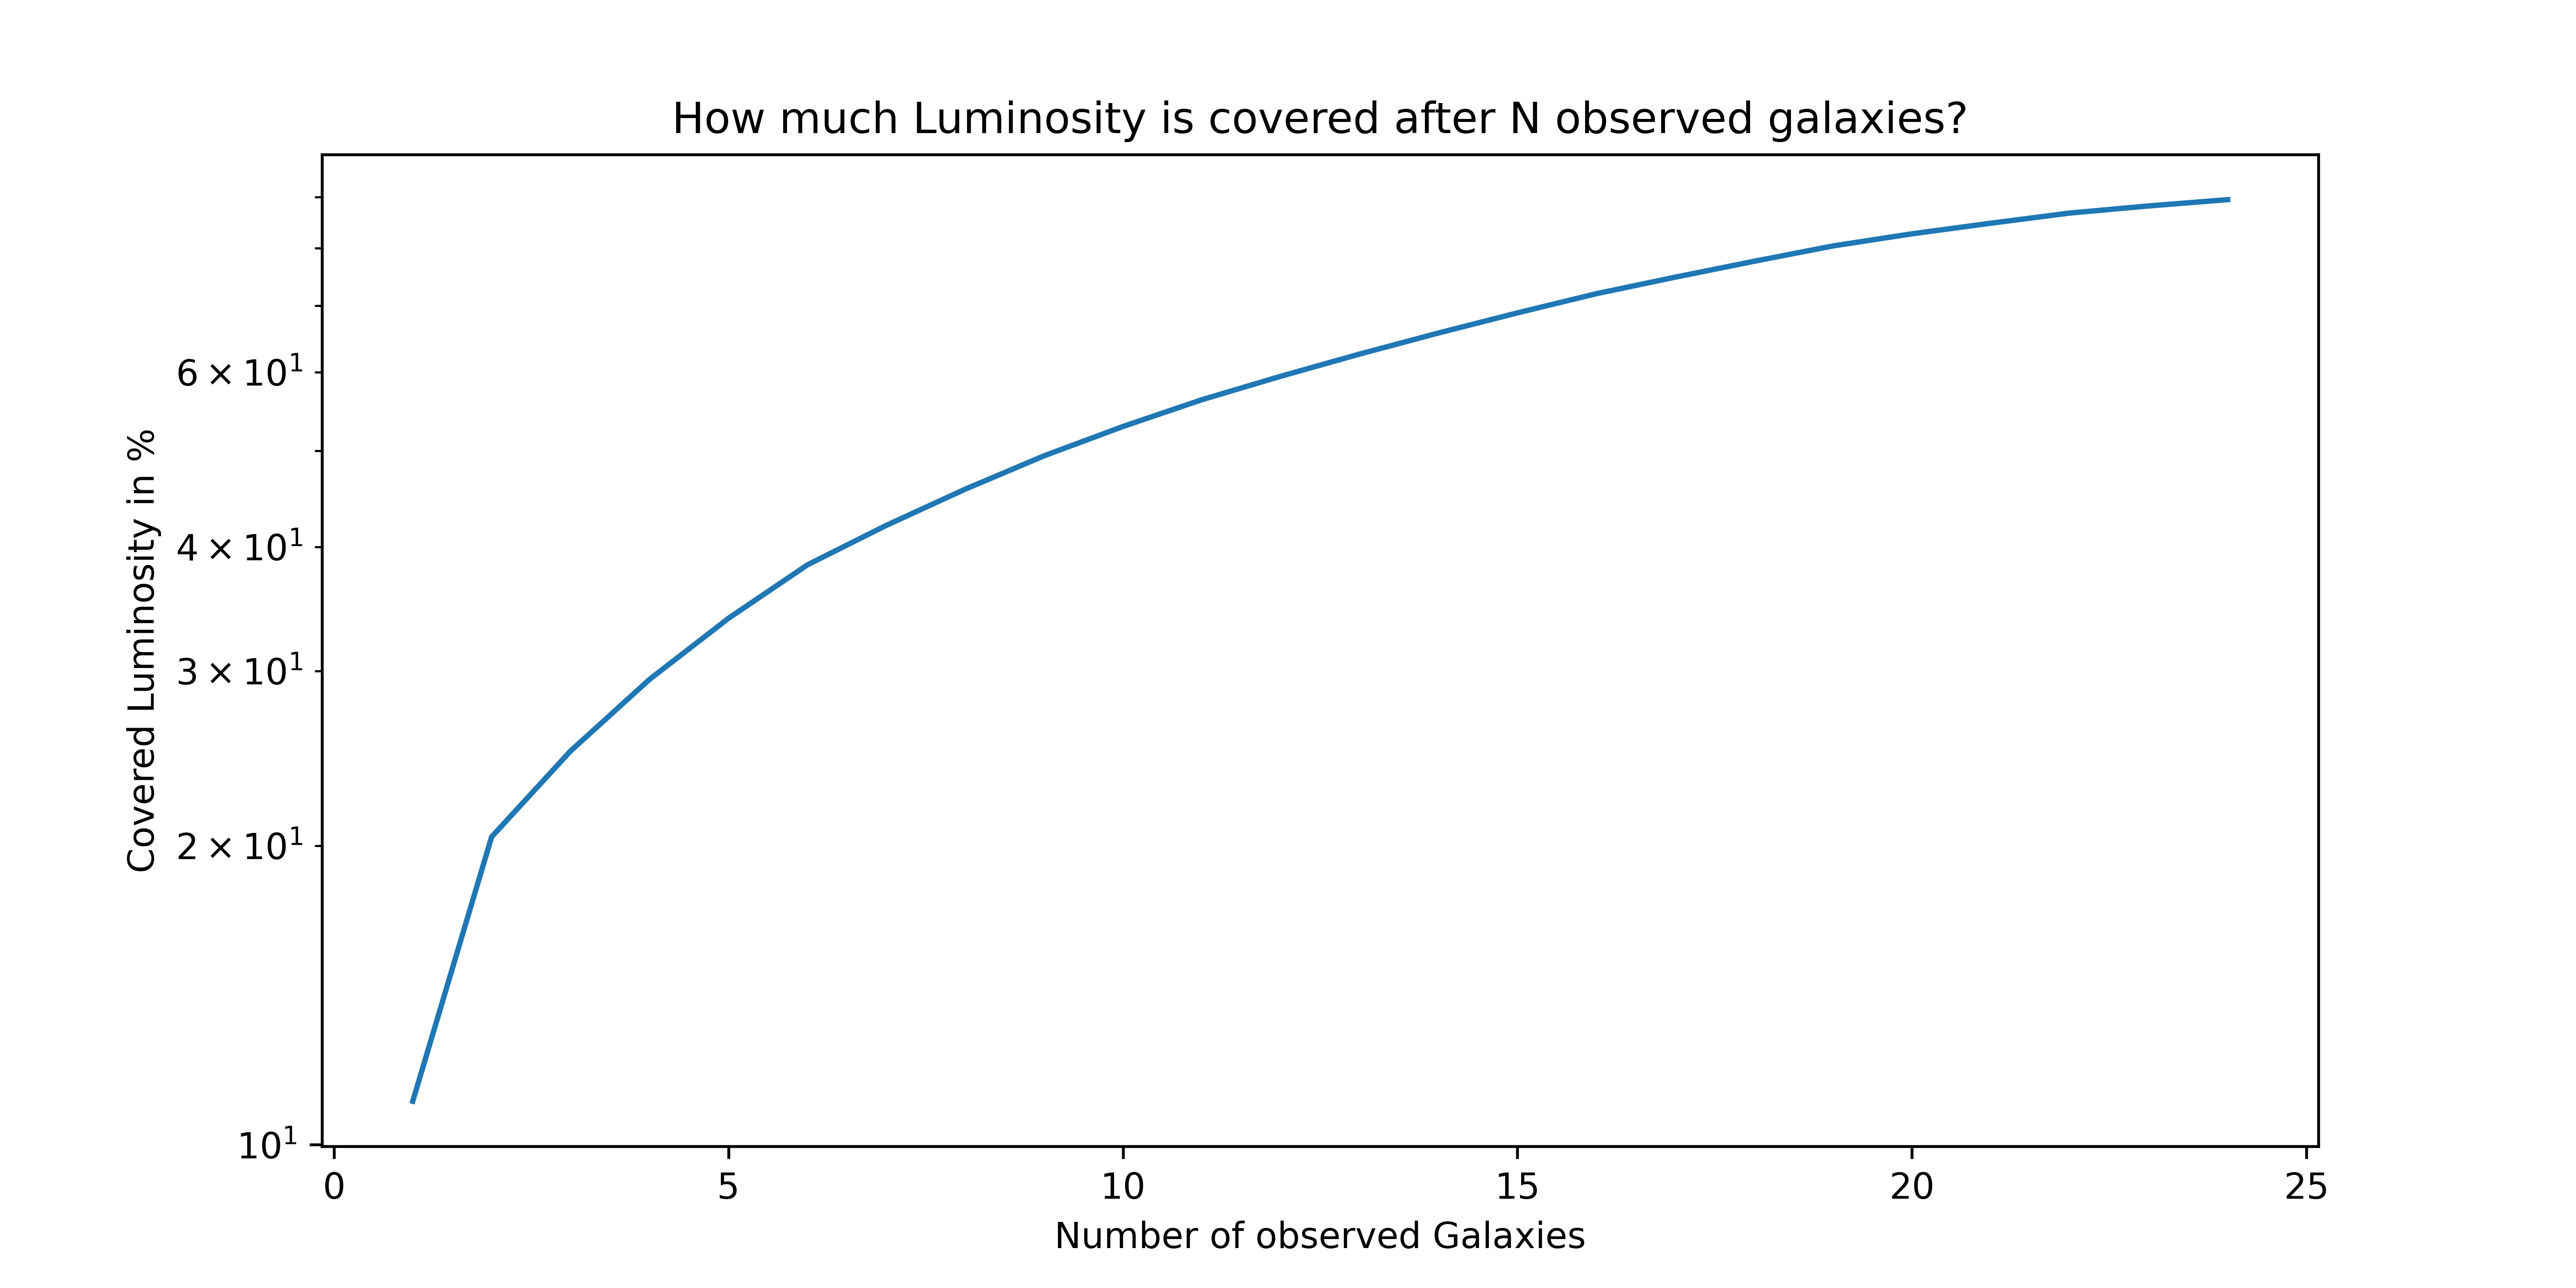 How much Luminosity is covered after N observed galaxies?
Covered Luminosity in %
6 × 10¹
4 × 10¹
3 × 10¹
2 × 10¹
10¹
0 5 10 15 20 25
Number of observed Galaxies